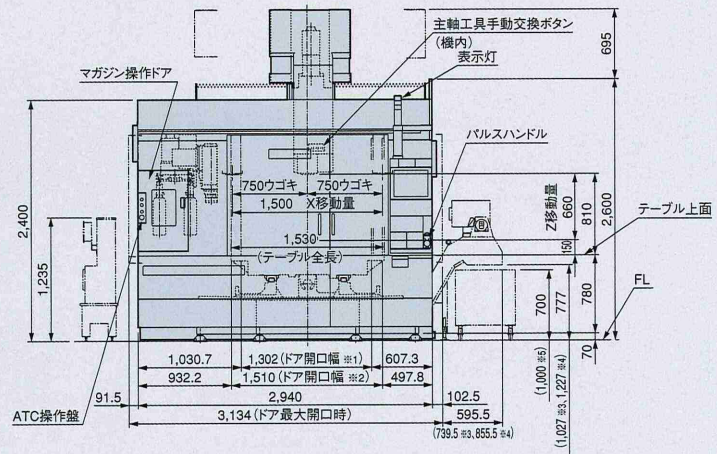 主軸工具手動交換ボタン
(機内)
表示灯
695
マガジン操作ドア
パルスハンドル
750ウゴキ 750ウゴキ
1,500 X移動量
1,530
(テーブル全長)
2,400
1,235
Z移動量
660
150
810
2,600
テーブル上面
780
700
777
FL
70
1,030.7 1,302(ドア開口幅 ※1) 607.3
932.2 1,510(ドア開口幅 ※2) 497.8
91.5 2,940 102.5
3,134(ドア最大開口時) 595.5
(739.5 ※3, 855.5 ※4)
(1,000 ※5)
(1,027 ※3, 1,227 ※4)
ATC操作盤